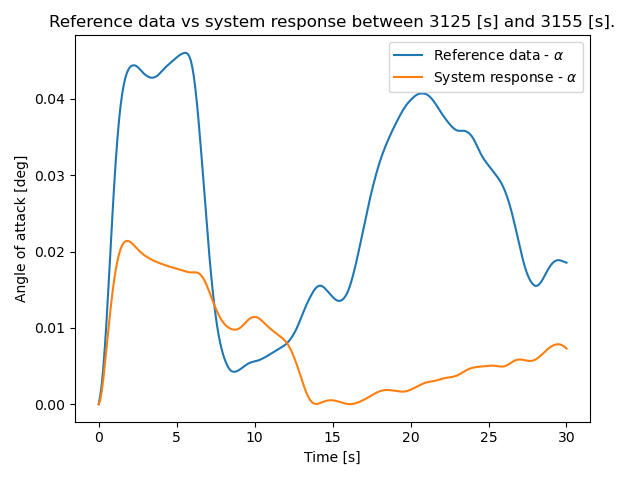 Reference data vs system response between 3125 [s] and 3155 [s].
Reference data - α
System response - α
Angle of attack [deg]
0.04
0.03
0.02
0.01
0.00
0 5 10 15 20 25 30
Time [s]